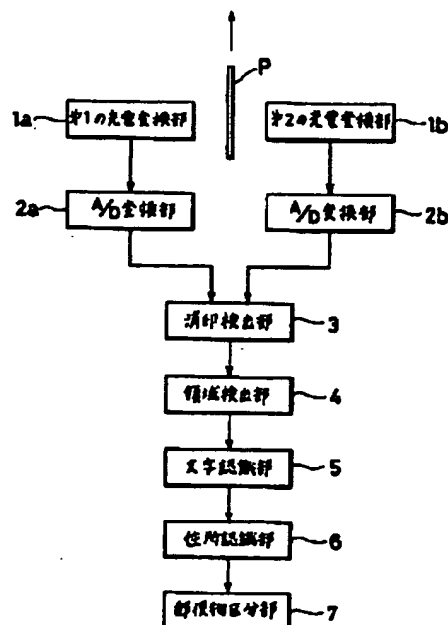 P
1a 第1の光電変換部
第2の光電変換部 1b
2a A/D変換部
A/D変換部 2b
消印検出部 3
領域検出部 4
文字認識部 5
住所認識部 6
郵便物区分部 7